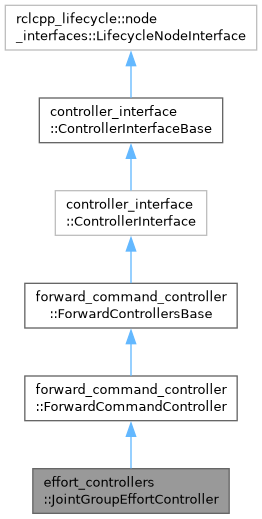 rclcpp_lifecycle::node
_interfaces::LifecycleNodeInterface
controller_interface
::ControllerInterfaceBase
controller_interface
::ControllerInterface
forward_command_controller
::ForwardControllersBase
forward_command_controller
::ForwardCommandController
effort_controllers
::JointGroupEffortController